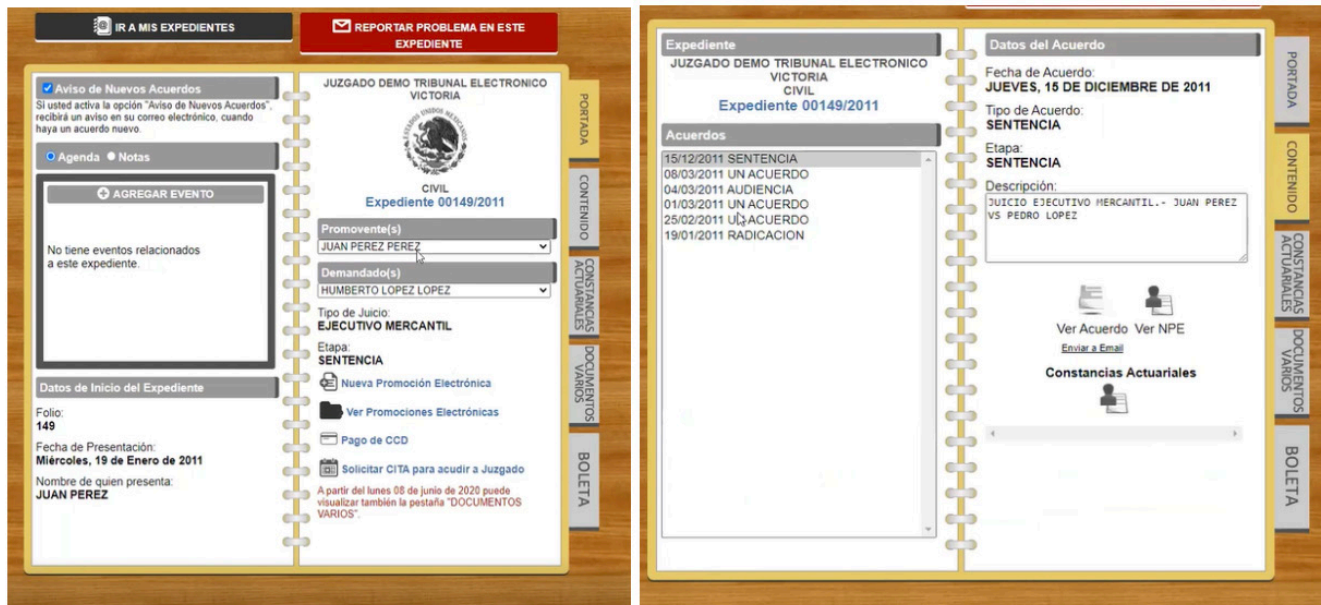 IR A MIS EXPEDIENTES
REPORTAR PROBLEMA EN ESTE
EXPEDIENTE
Aviso de Nuevos Acuerdos
Si usted activa la opción "Aviso de Nuevos Acuerdos",
recibirá un aviso en su correo electrónico, cuando
haya un acuerdo nuevo.
Agenda Notas
AGREGAR EVENTO
No tiene eventos relacionados
a este expediente.
Datos de Inicio del Expediente
Folio:
149
Fecha de Presentación:
Miércoles, 19 de Enero de 2011
Nombre de quien presenta:
JUAN PEREZ
JUZGADO DEMO TRIBUNAL ELECTRONICO
VICTORIA
ESTADOS UNIDOS MEXICANOS
CIVIL
Expediente 00149/2011
Promovente(s)
JUAN PEREZ PEREZ
Demandado(s)
HUMBERTO LOPEZ LOPEZ
Tipo de Juicio:
EJECUTIVO MERCANTIL
Etapa:
SENTENCIA
Nueva Promoción Electrónica
Ver Promociones Electrónicas
Pago de CCD
Solicitar CITA para acudir a Juzgado
A partir del lunes 08 de junio de 2020 puede
visualizar también la pestaña "DOCUMENTOS
VARIOS".
PORTADA
CONTENIDO
CONSTANCIAS
ACTUARIALES
DOCUMENTOS
VARIOS
BOLETA
Expediente
JUZGADO DEMO TRIBUNAL ELECTRONICO
VICTORIA
CIVIL
Expediente 00149/2011
Acuerdos
15/12/2011 SENTENCIA
08/03/2011 UN ACUERDO
04/03/2011 AUDIENCIA
01/03/2011 UN ACUERDO
25/02/2011 UN ACUERDO
19/01/2011 RADICACION
Datos del Acuerdo
Fecha de Acuerdo:
JUEVES, 15 DE DICIEMBRE DE 2011
Tipo de Acuerdo:
SENTENCIA
Etapa:
SENTENCIA
Descripción:
JUICIO EJECUTIVO MERCANTIL.- JUAN PEREZ
VS PEDRO LOPEZ
Ver Acuerdo Ver NPE
Enviar a Email
Constancias Actuariales
PORTADA
CONTENIDO
CONSTANCIAS
ACTUARIALES
DOCUMENTOS
VARIOS
BOLETA